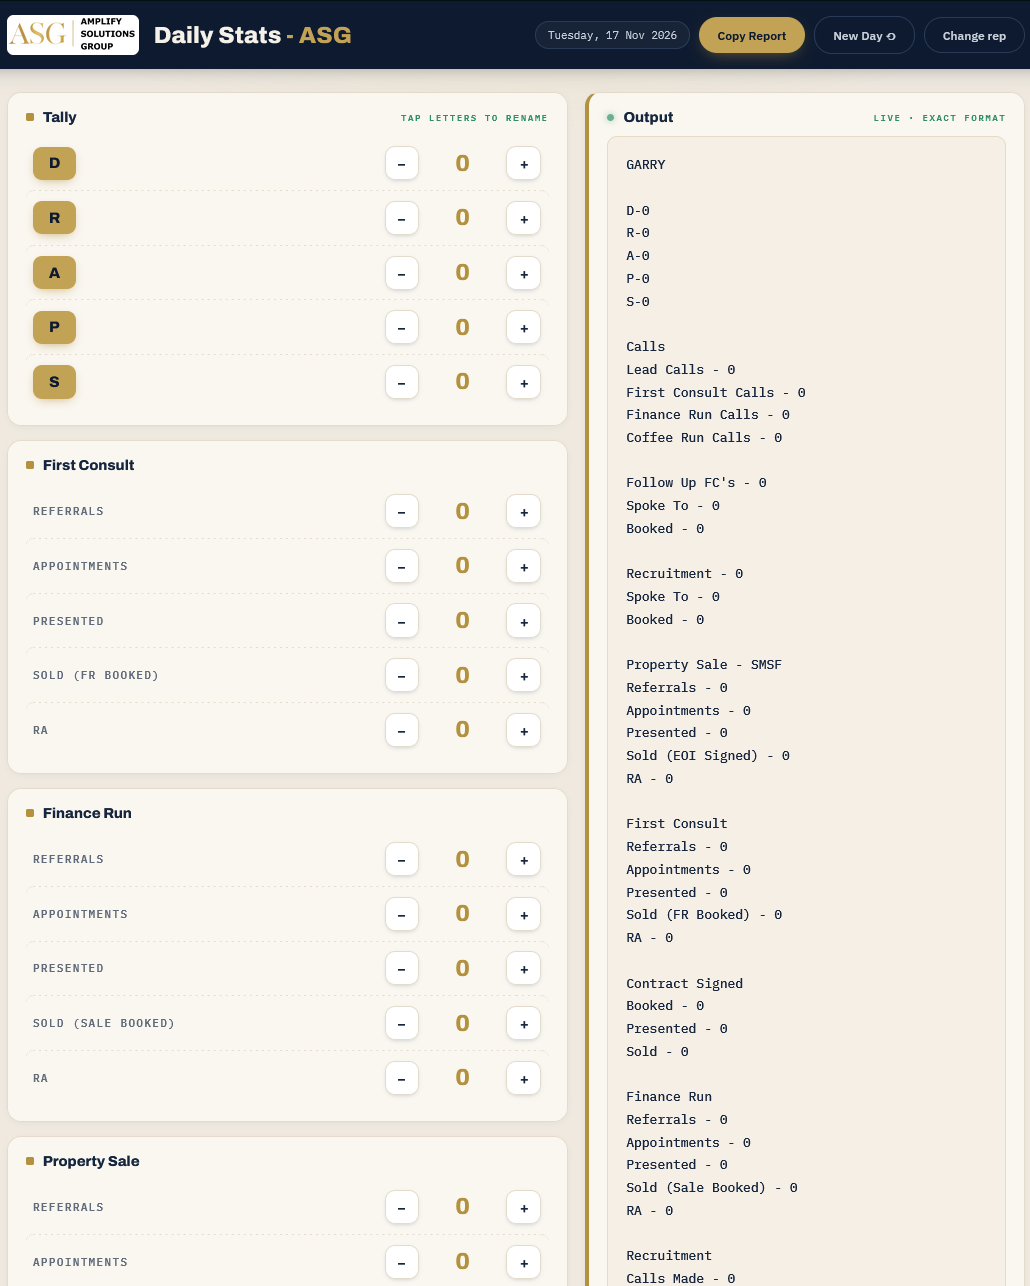 ASG AMPLIFY
SOLUTIONS
GROUP
Daily Stats - ASG
Tuesday, 17 Nov 2026
Copy Report
New Day ⟲
Change rep
Tally
TAP LETTERS TO RENAME
D − 0 +
R − 0 +
A − 0 +
P − 0 +
S − 0 +
First Consult
REFERRALS − 0 +
APPOINTMENTS − 0 +
PRESENTED − 0 +
SOLD (FR BOOKED) − 0 +
RA − 0 +
Finance Run
REFERRALS − 0 +
APPOINTMENTS − 0 +
PRESENTED − 0 +
SOLD (SALE BOOKED) − 0 +
RA − 0 +
Property Sale
REFERRALS − 0 +
APPOINTMENTS − 0 +
Output
LIVE · EXACT FORMAT
GARRY
D-0
R-0
A-0
P-0
S-0
Calls
Lead Calls - 0
First Consult Calls - 0
Finance Run Calls - 0
Coffee Run Calls - 0
Follow Up FC's - 0
Spoke To - 0
Booked - 0
Recruitment - 0
Spoke To - 0
Booked - 0
Property Sale - SMSF
Referrals - 0
Appointments - 0
Presented - 0
Sold (EOI Signed) - 0
RA - 0
First Consult
Referrals - 0
Appointments - 0
Presented - 0
Sold (FR Booked) - 0
RA - 0
Contract Signed
Booked - 0
Presented - 0
Sold - 0
Finance Run
Referrals - 0
Appointments - 0
Presented - 0
Sold (Sale Booked) - 0
RA - 0
Recruitment
Calls Made - 0